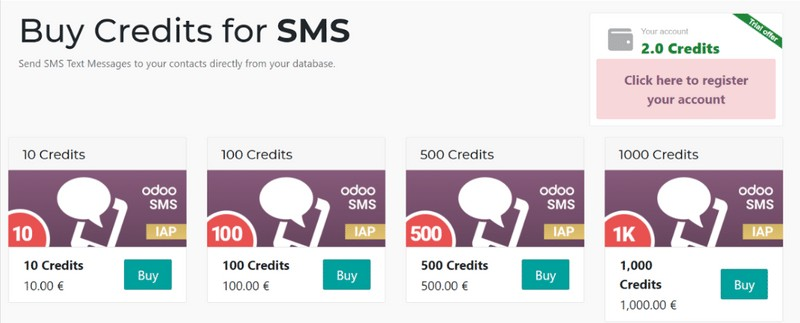 Buy Credits for SMS
Send SMS Text Messages to your contacts directly from your database.
Your account
2.0 Credits
Trial offer
Click here to register
your account
10 Credits
odoo
SMS
10
IAP
10 Credits
10.00 €
Buy
100 Credits
odoo
SMS
100
IAP
100 Credits
100.00 €
Buy
500 Credits
odoo
SMS
500
IAP
500 Credits
500.00 €
Buy
1000 Credits
odoo
SMS
1K
IAP
1,000
Credits
1,000.00 €
Buy